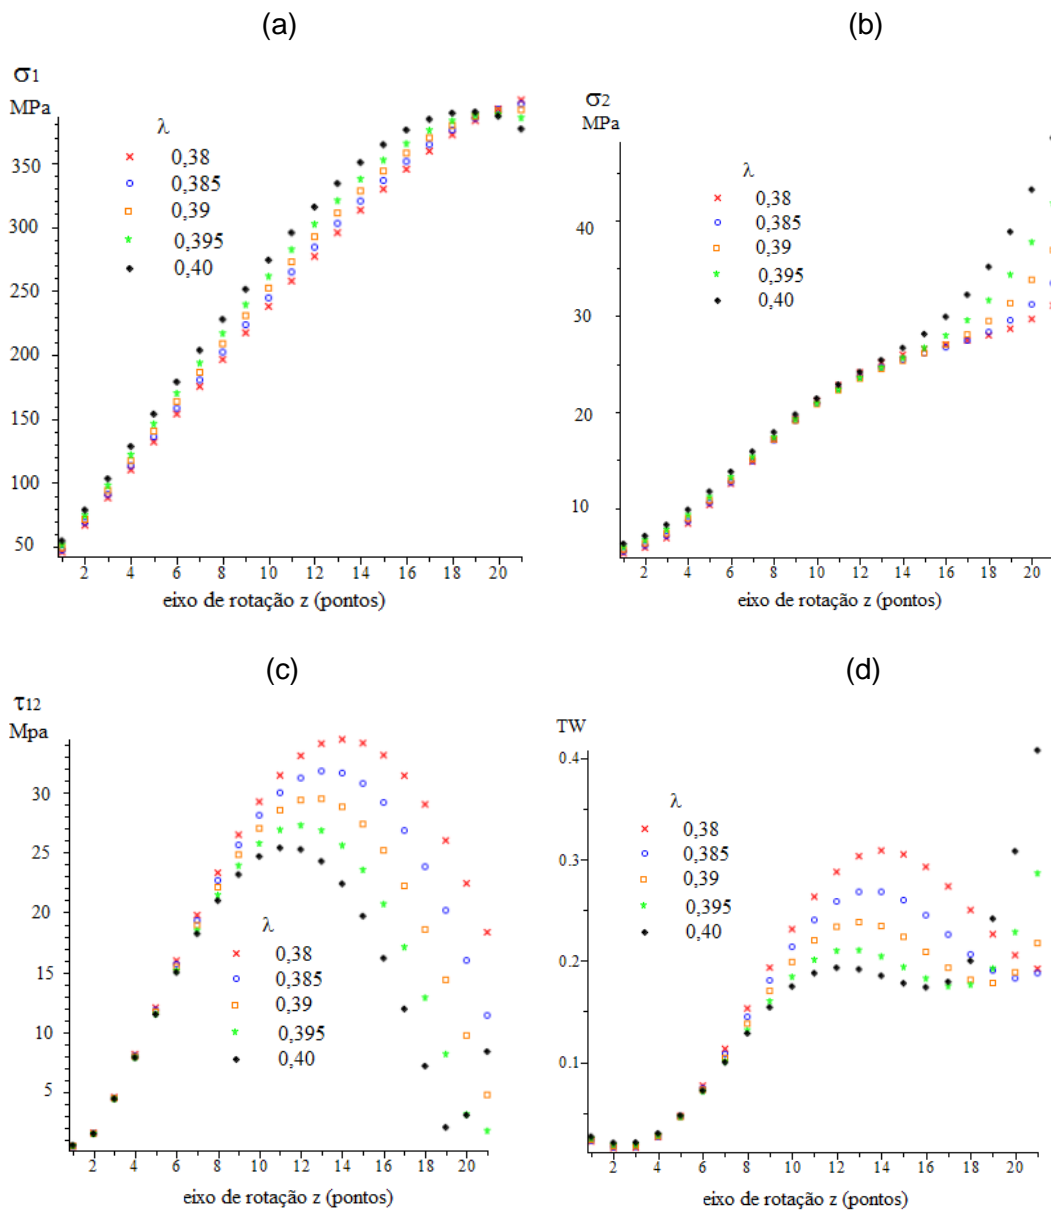 (a)
σ1
MPa
λ
0,38
0,385
0,39
0,395
0,40
350
300
250
200
150
100
50
2 4 6 8 10 12 14 16 18 20
eixo de rotação z (pontos)
(b)
σ2
MPa
λ
0,38
0,385
0,39
0,395
0,40
40
30
20
10
2 4 6 8 10 12 14 16 18 20
eixo de rotação z (pontos)
(c)
τ12
Mpa
30
25
20
15
10
5
λ
0,38
0,385
0,39
0,395
0,40
2 4 6 8 10 12 14 16 18 20
eixo de rotação z (pontos)
(d)
TW
0.4
0.3
0.2
0.1
λ
0,38
0,385
0,39
0,395
0,40
2 4 6 8 10 12 14 16 18 20
eixo de rotação z (pontos)